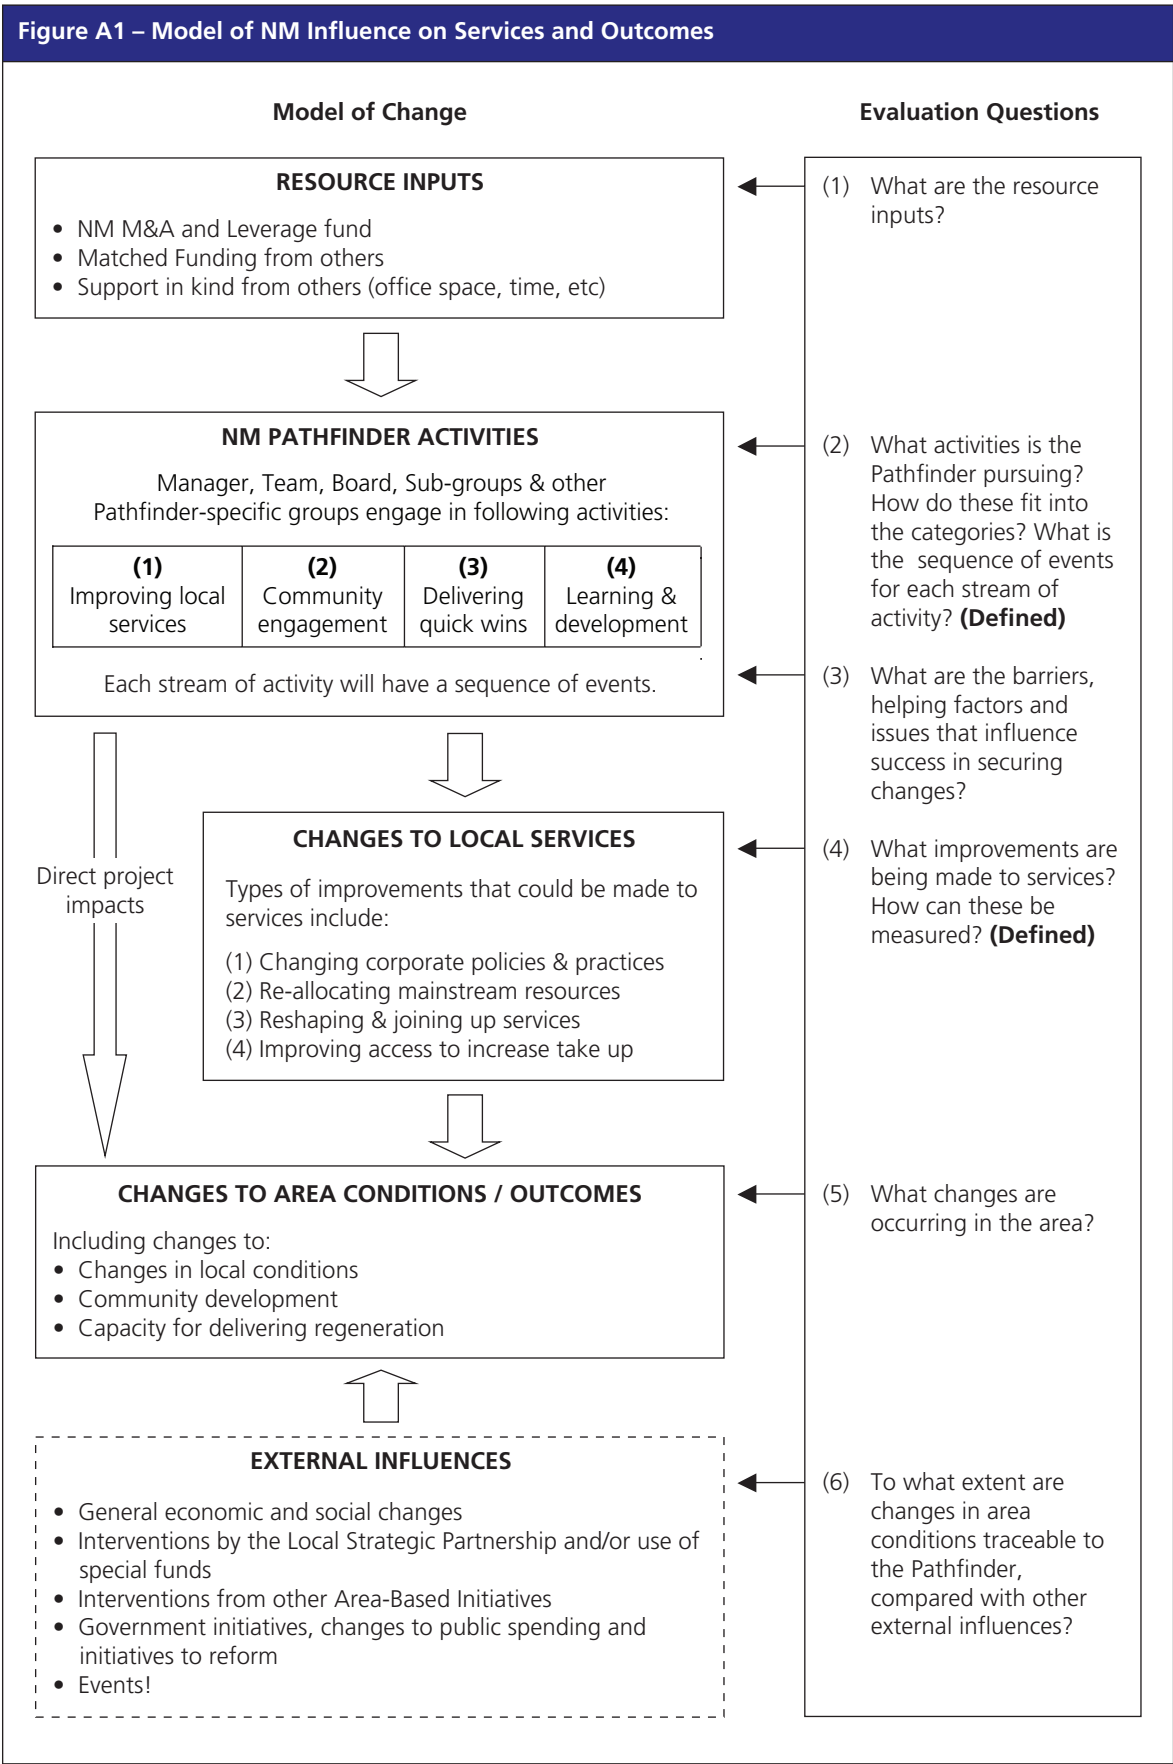 Figure A1 – Model of NM Influence on Services and Outcomes
Model of Change
RESOURCE INPUTS
• NM M&A and Leverage fund
• Matched Funding from others
• Support in kind from others (office space, time, etc)
NM PATHFINDER ACTIVITIES
Manager, Team, Board, Sub-groups & other
Pathfinder-specific groups engage in following activities:
(1)
Improving local
services
(2)
Community
engagement
(3)
Delivering
quick wins
(4)
Learning &
development
Each stream of activity will have a sequence of events.
Direct project
impacts
CHANGES TO LOCAL SERVICES
Types of improvements that could be made to
services include:
(1) Changing corporate policies & practices
(2) Re-allocating mainstream resources
(3) Reshaping & joining up services
(4) Improving access to increase take up
CHANGES TO AREA CONDITIONS / OUTCOMES
Including changes to:
• Changes in local conditions
• Community development
• Capacity for delivering regeneration
EXTERNAL INFLUENCES
• General economic and social changes
• Interventions by the Local Strategic Partnership and/or use of
special funds
• Interventions from other Area-Based Initiatives
• Government initiatives, changes to public spending and
initiatives to reform
• Events!
Evaluation Questions
(1) What are the resource
inputs?
(2) What activities is the
Pathfinder pursuing?
How do these fit into
the categories? What is
the sequence of events
for each stream of
activity? (Defined)
(3) What are the barriers,
helping factors and
issues that influence
success in securing
changes?
(4) What improvements are
being made to services?
How can these be
measured? (Defined)
(5) What changes are
occurring in the area?
(6) To what extent are
changes in area
conditions traceable to
the Pathfinder,
compared with other
external influences?